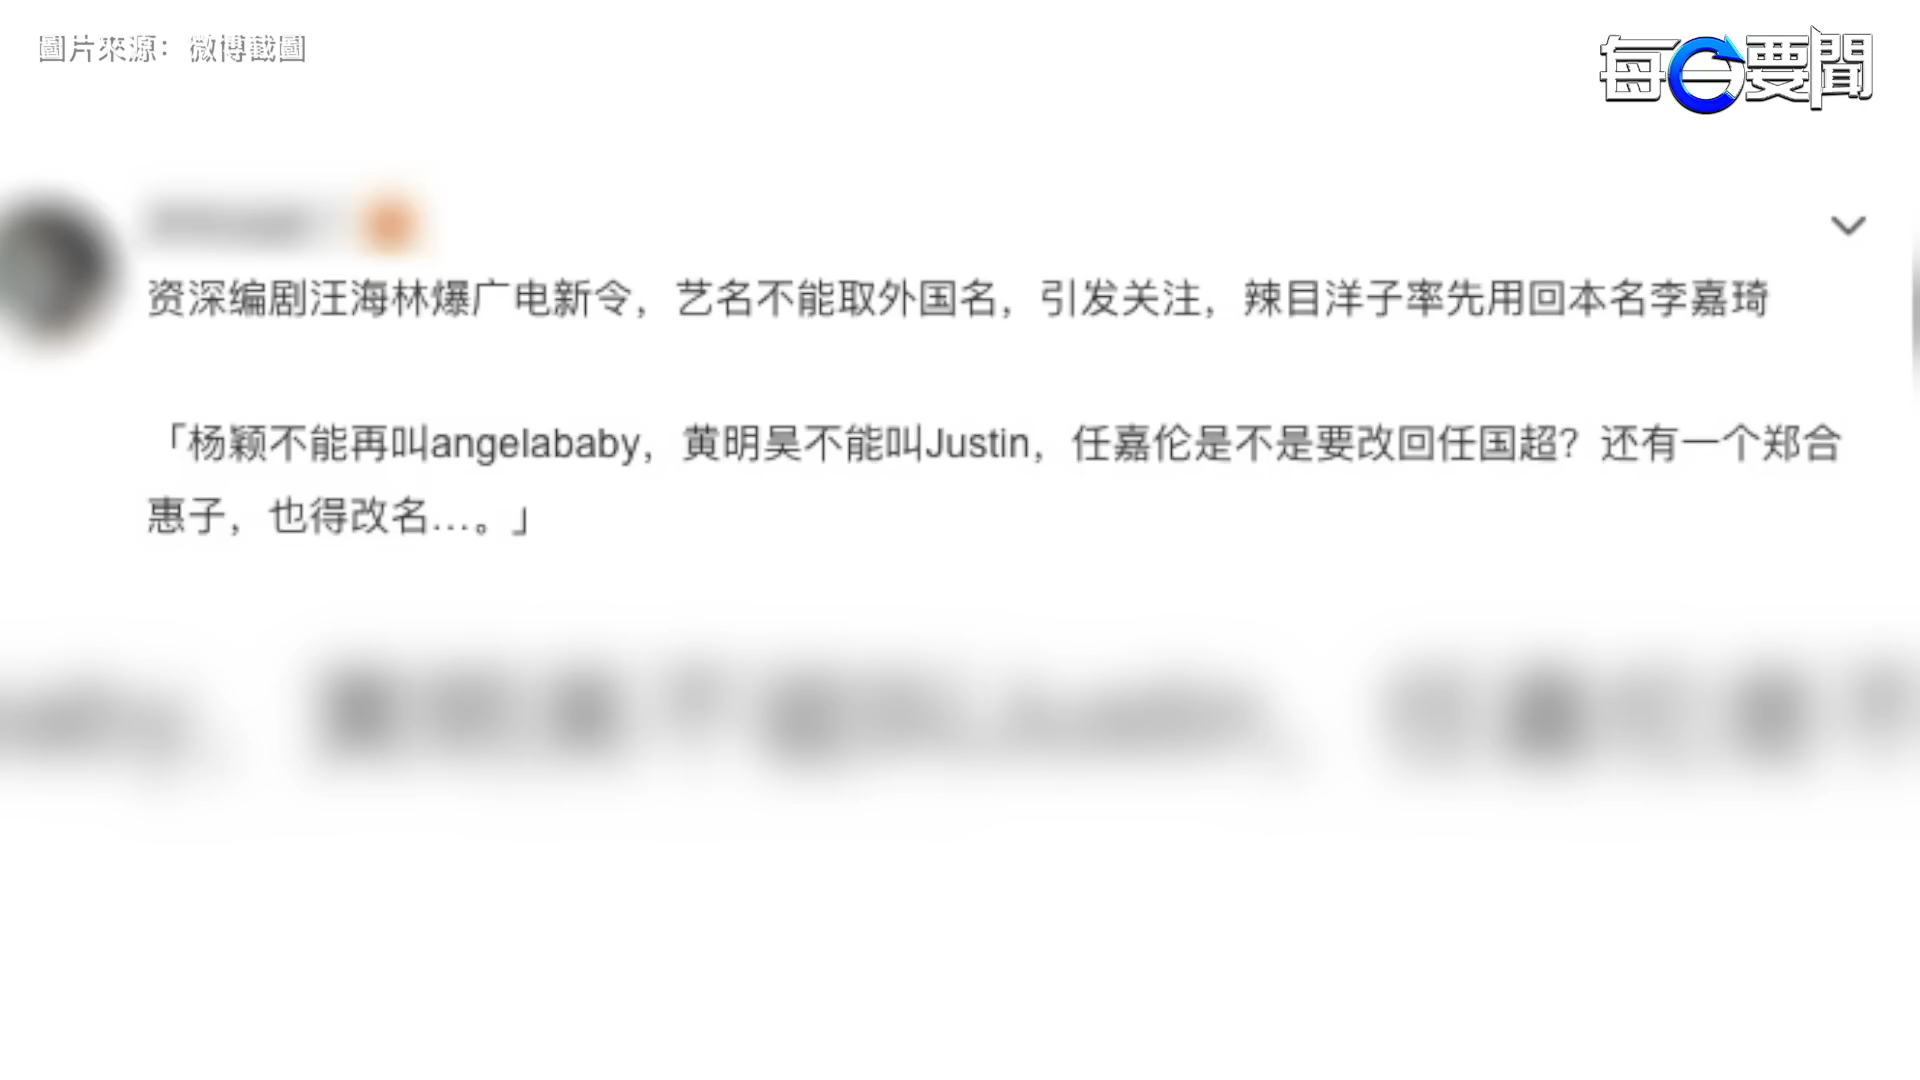 圖片來源：微博截圖
每日要聞
资深编剧汪海林爆广电新令，艺名不能取外国名，引发关注，辣目洋子率先用回本名李嘉琦
「杨颖不能再叫angelababy，黄明昊不能叫Justin，任嘉伦是不是要改回任国超？还有一个郑合
惠子，也得改名...。」